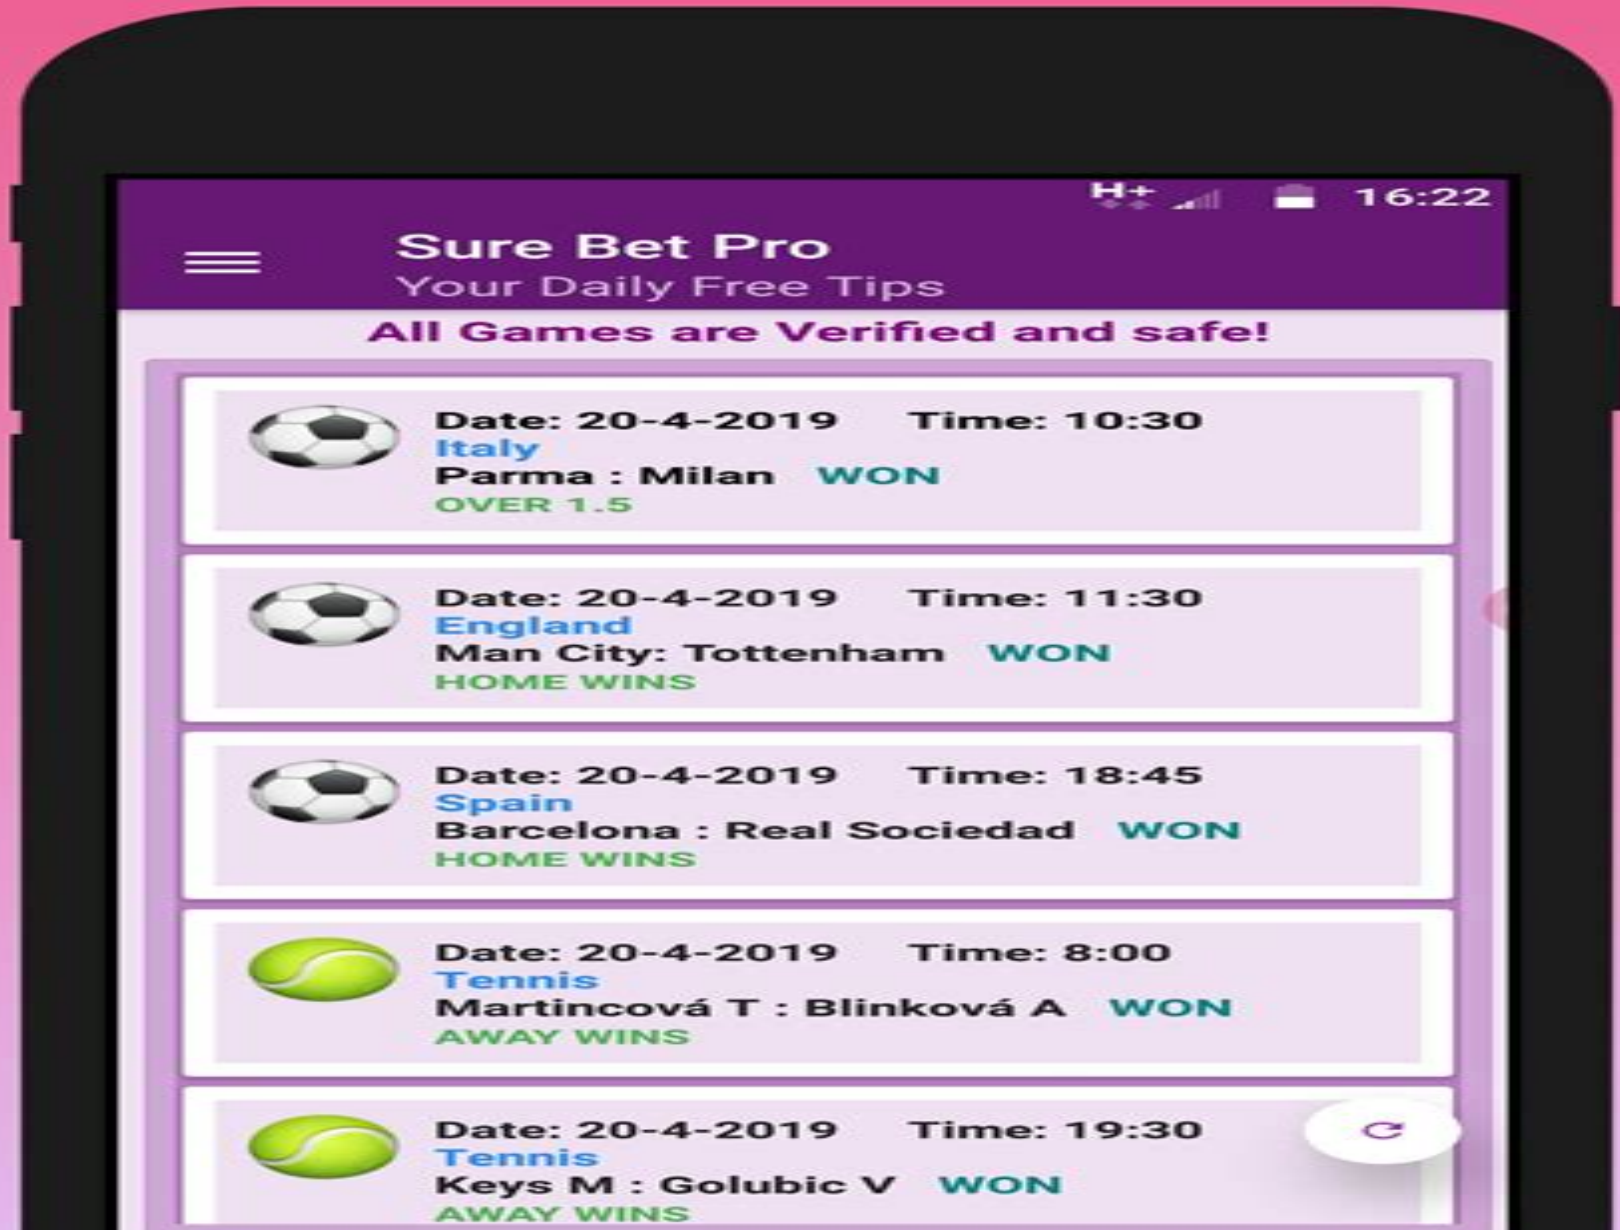 H+ 16:22
Sure Bet Pro
Your Daily Free Tips
All Games are Verified and safe!
Date: 20-4-2019 Time: 10:30
Italy
Parma : Milan WON
OVER 1.5
Date: 20-4-2019 Time: 11:30
England
Man City: Tottenham WON
HOME WINS
Date: 20-4-2019 Time: 18:45
Spain
Barcelona : Real Sociedad WON
HOME WINS
Date: 20-4-2019 Time: 8:00
Tennis
Martincová T : Blinková A WON
AWAY WINS
Date: 20-4-2019 Time: 19:30
Tennis
Keys M : Golubic V WON
AWAY WINS